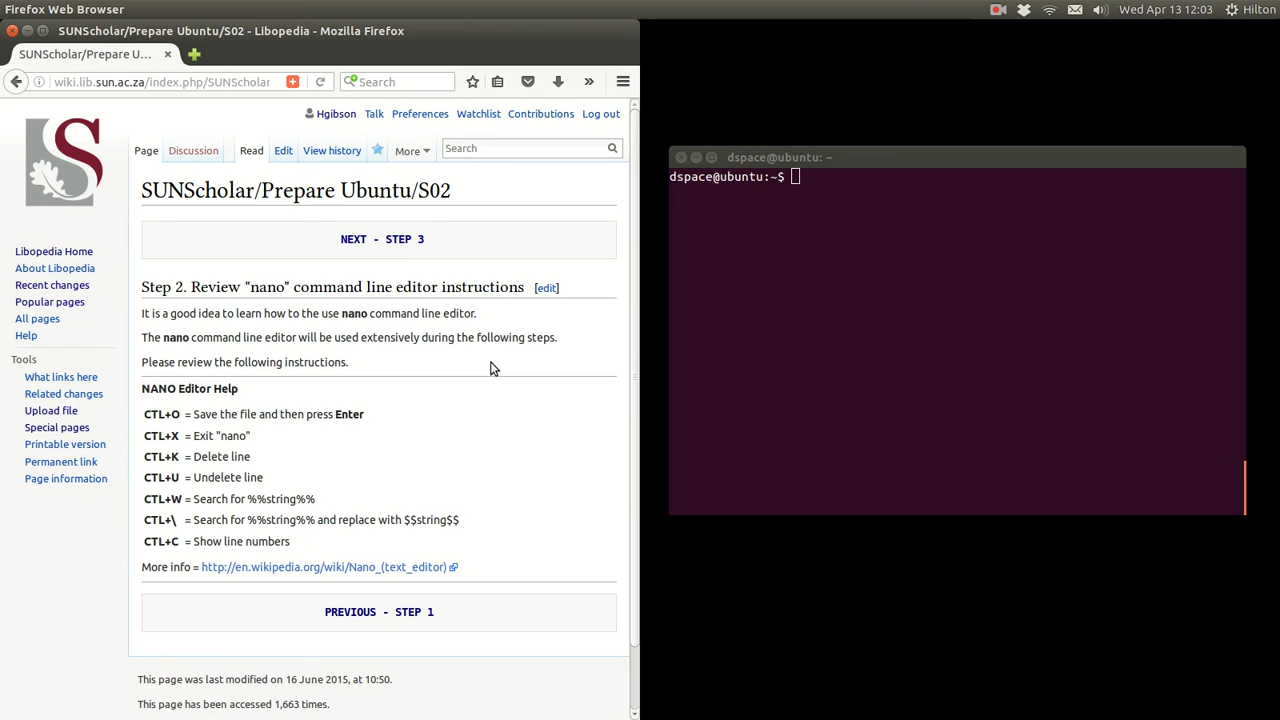 Firefox Web Browser
Wed Apr 13 12:03 Hilton
SUNScholar/Prepare Ubuntu/S02 - Libopedia - Mozilla Firefox
SUNScholar/Prepare U...
wiki.lib.sun.ac.za/index.php/SUNScholar
Search
Hgibson Talk Preferences Watchlist Contributions Log out
Page Discussion Read Edit View history More Search
SUNScholar/Prepare Ubuntu/S02
NEXT - STEP 3
Step 2. Review "nano" command line editor instructions [edit]
It is a good idea to learn how to the use nano command line editor.
The nano command line editor will be used extensively during the following steps.
Please review the following instructions.
NANO Editor Help
CTL+O = Save the file and then press Enter
CTL+X = Exit "nano"
CTL+K = Delete line
CTL+U = Undelete line
CTL+W = Search for %%string%%
CTL+\ = Search for %%string%% and replace with $$string$$
CTL+C = Show line numbers
More info = http://en.wikipedia.org/wiki/Nano_(text_editor)
PREVIOUS - STEP 1
This page was last modified on 16 June 2015, at 10:50.
This page has been accessed 1,663 times.
S
Libopedia Home
About Libopedia
Recent changes
Popular pages
All pages
Help
Tools
What links here
Related changes
Upload file
Special pages
Printable version
Permanent link
Page information
dspace@ubuntu: ~
dspace@ubuntu:~$